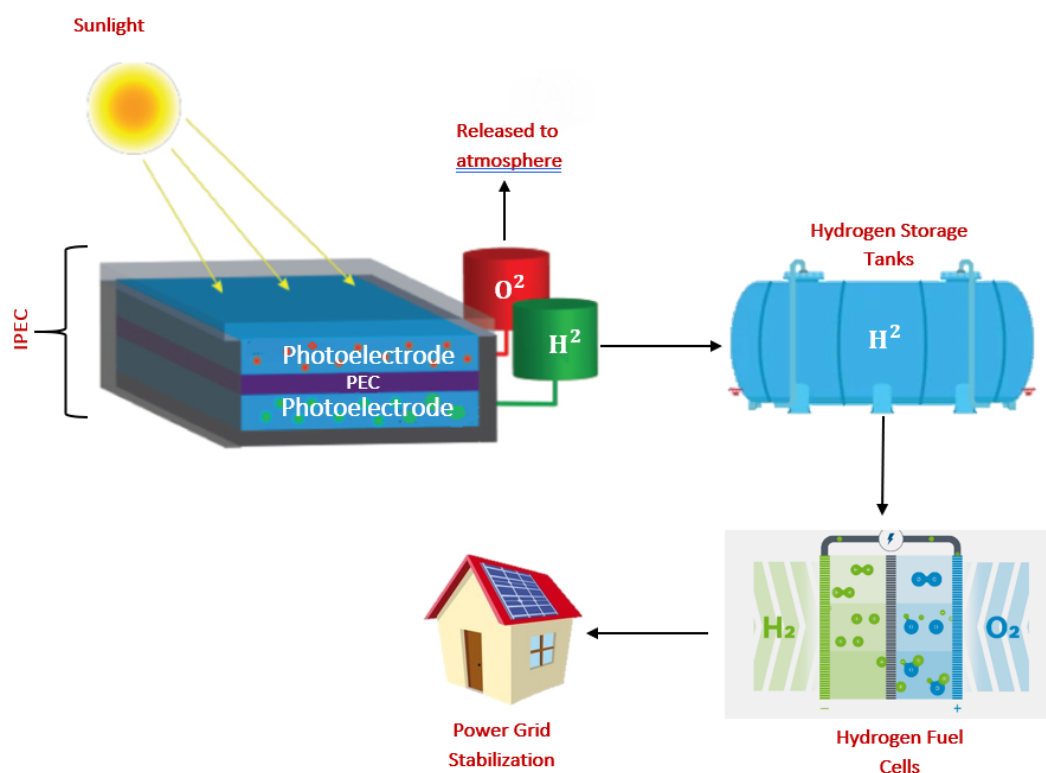 Sunlight
Released to
atmosphere
IPEC
O²
H²
Photoelectrode
PEC
Photoelectrode
Hydrogen Storage
Tanks
H²
H₂
O₂
−
+
Power Grid
Stabilization
Hydrogen Fuel
Cells